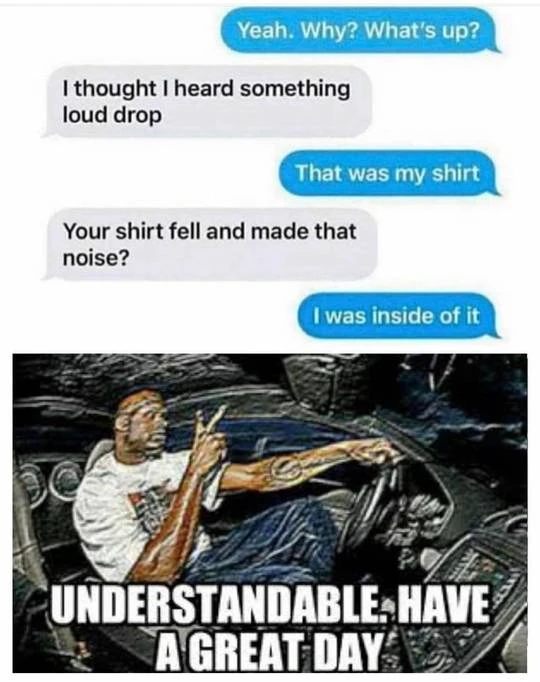 Yeah. Why? What's up?
I thought I heard something
loud drop
That was my shirt
Your shirt fell and made that
noise?
I was inside of it
UNDERSTANDABLE. HAVE
A GREAT DAY